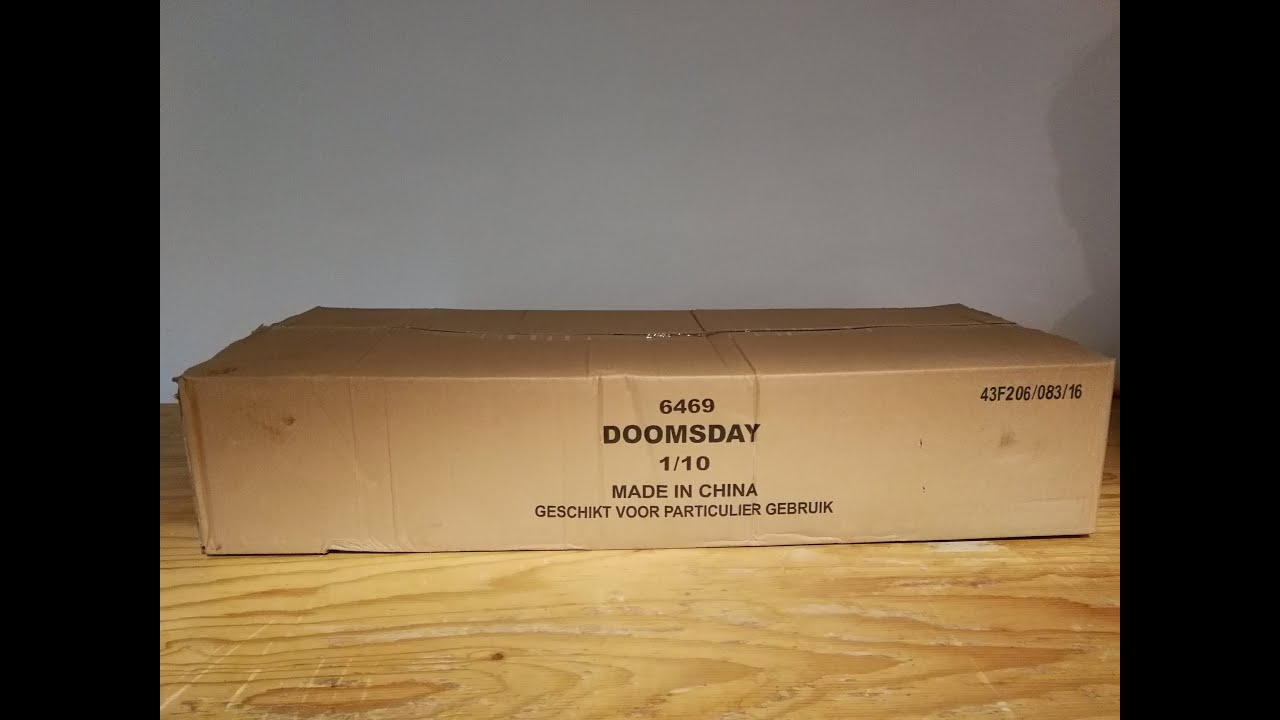 43F206/083/16
6469
DOOMSDAY
1/10
MADE IN CHINA
GESCHIKT VOOR PARTICULIER GEBRUIK